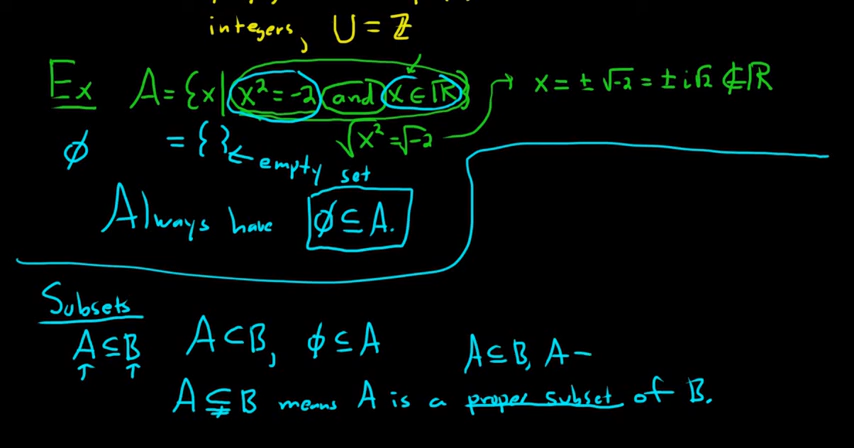 integers, U = ℤ
Ex A = {x | x² = -2 and x ∈ ℝ} x = ± √-2 = ± i√2 ∉ ℝ
√x² = √-2
ϕ = { } ← empty set
Always have ϕ ⊆ A.
Subsets
A ⊆ B A ⊂ B, ϕ ⊆ A A ⊆ B, A –
A ⊊ B means A is a proper subset of B.